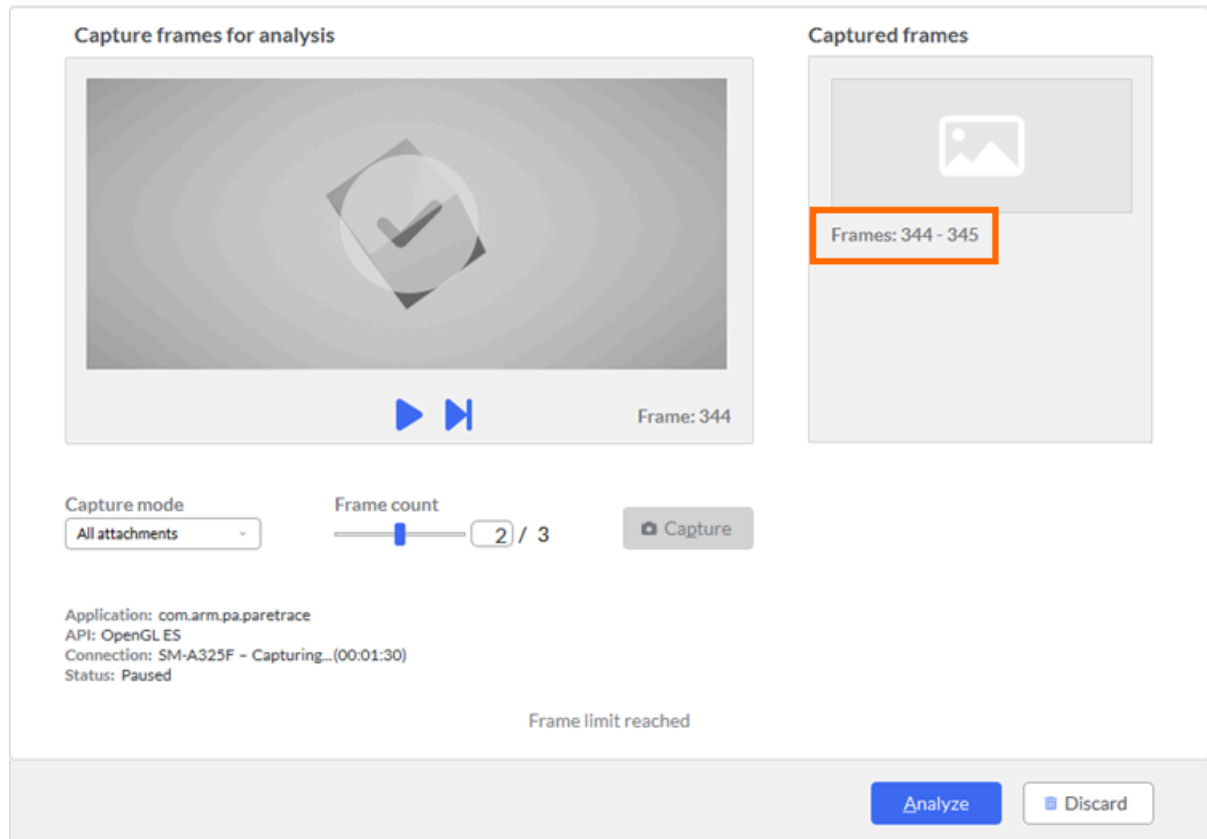 Capture frames for analysis
Captured frames
Frames: 344 - 345
Frame: 344
Capture mode
Frame count
All attachments
2 / 3
Capture
Application: com.arm.pa.paretrace
API: OpenGL ES
Connection: SM-A325F – Capturing...(00:01:30)
Status: Paused
Frame limit reached
Analyze
Discard